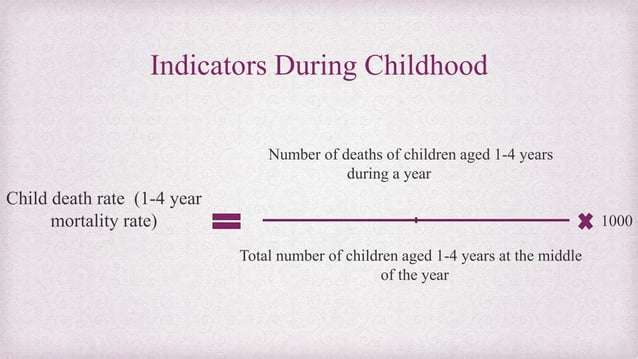 Indicators During Childhood
Number of deaths of children aged 1-4 years
during a year
Child death rate (1-4 year
mortality rate)
=
×
1000
Total number of children aged 1-4 years at the middle
of the year